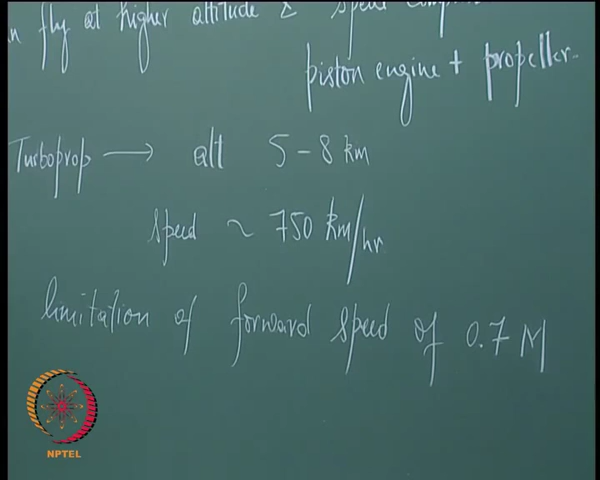 n fly at higher altitude & speed
piston engine + propeller.
Turboprop → alt 5-8 km
speed ~ 750 km/hr
limitation of forward speed of 0.7 M
NPTEL